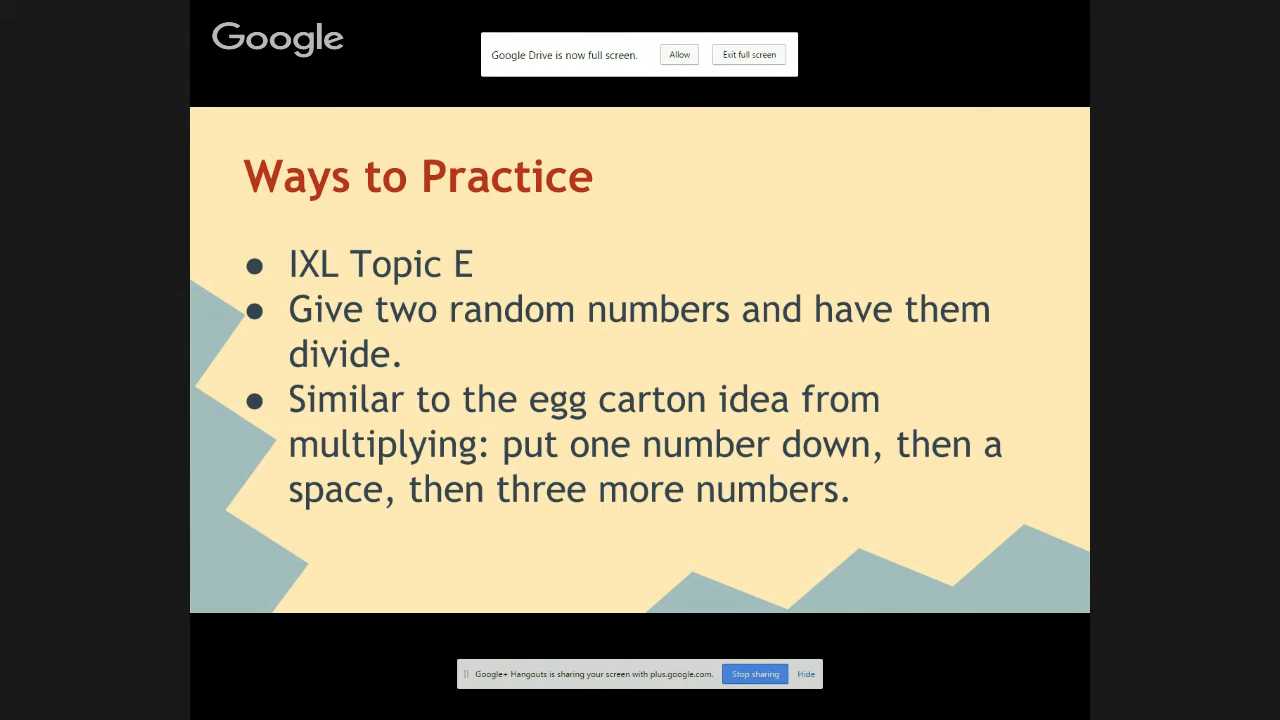 Google
Google Drive is now full screen. Allow Exit full screen
Ways to Practice
● IXL Topic E
● Give two random numbers and have them
divide.
● Similar to the egg carton idea from
multiplying: put one number down, then a
space, then three more numbers.
Google+ Hangouts is sharing your screen with plus.google.com. Stop sharing Hide